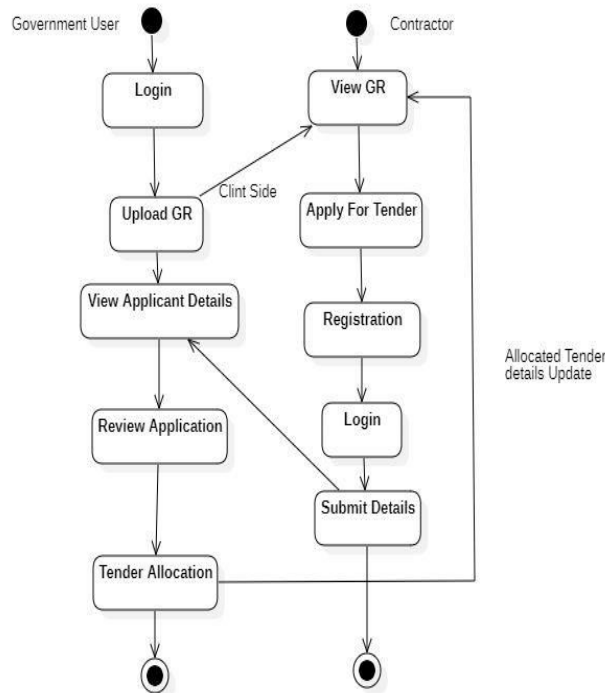 Government User
Contractor
Login
View GR
Clint Side
Upload GR
Apply For Tender
View Applicant Details
Registration
Allocated Tender
details Update
Review Application
Login
Submit Details
Tender Allocation